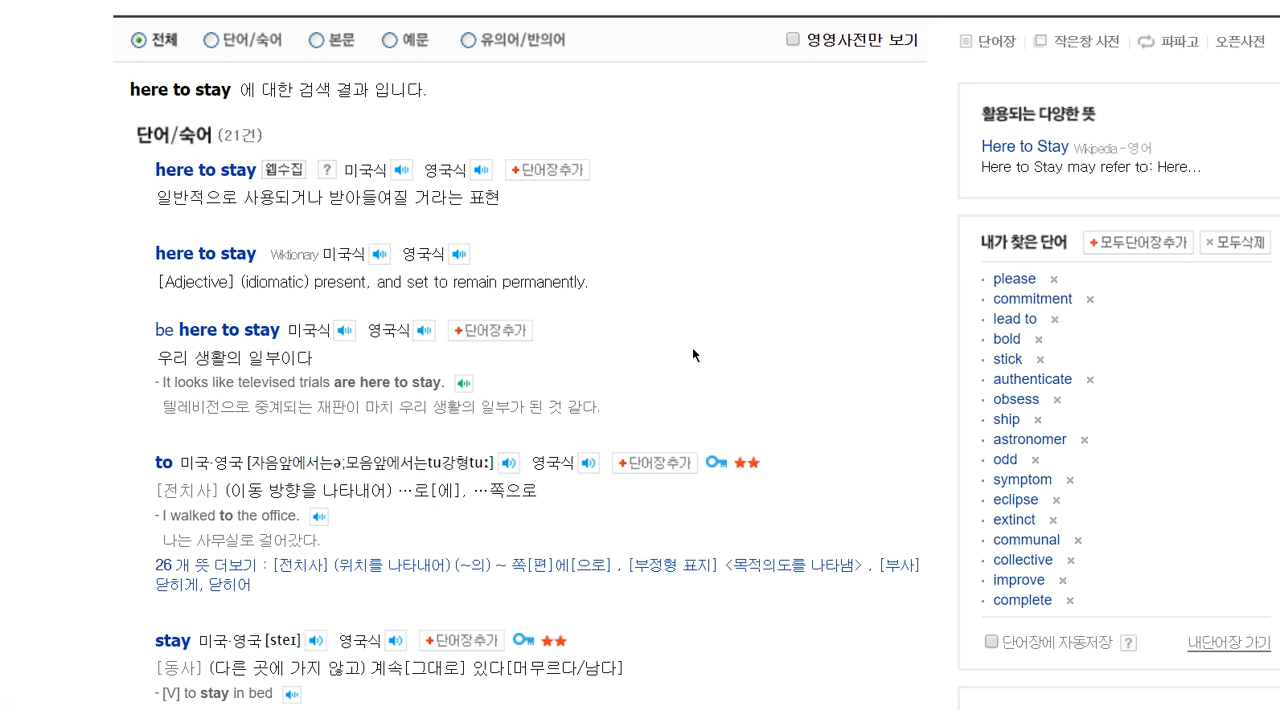 전체 단어/숙어 본문 예문 유의어/반의어 영영사전만 보기
단어장 작은창 사전 파파고 오픈사전
here to stay 에 대한 검색 결과 입니다.
단어/숙어 (21건)
here to stay 웹수집 ? 미국식 영국식 +단어장추가
일반적으로 사용되거나 받아들여질 거라는 표현
here to stay Wiktionary 미국식 영국식
[Adjective] (idiomatic) present, and set to remain permanently.
be here to stay 미국식 영국식 +단어장추가
우리 생활의 일부이다
- It looks like televised trials are here to stay.
텔레비전으로 중계되는 재판이 마치 우리 생활의 일부가 된 것 같다.
to 미국·영국 [자음앞에서는ə;모음앞에서는tu강형tuː] 영국식 +단어장추가
[전치사] (이동 방향을 나타내어) …로[에], …쪽으로
- I walked to the office.
나는 사무실로 걸어갔다.
26 개 뜻 더보기 : [전치사] (위치를 나타내어) (~의) ~ 쪽[편]에[으로] , [부정형 표지] <목적의도를 나타냄> , [부사]
닫히게, 닫히어
stay 미국·영국 [steɪ] 영국식 +단어장추가
[동사] (다른 곳에 가지 않고) 계속[그대로] 있다[머무르다/남다]
- [V] to stay in bed
활용되는 다양한 뜻
Here to Stay Wikipedia-영어
Here to Stay may refer to: Here...
내가 찾은 단어 +모두단어장추가 ×모두삭제
· please ×
· commitment ×
· lead to ×
· bold ×
· stick ×
· authenticate ×
· obsess ×
· ship ×
· astronomer ×
· odd ×
· symptom ×
· eclipse ×
· extinct ×
· communal ×
· collective ×
· improve ×
· complete ×
단어장에 자동저장 ? 내단어장 가기